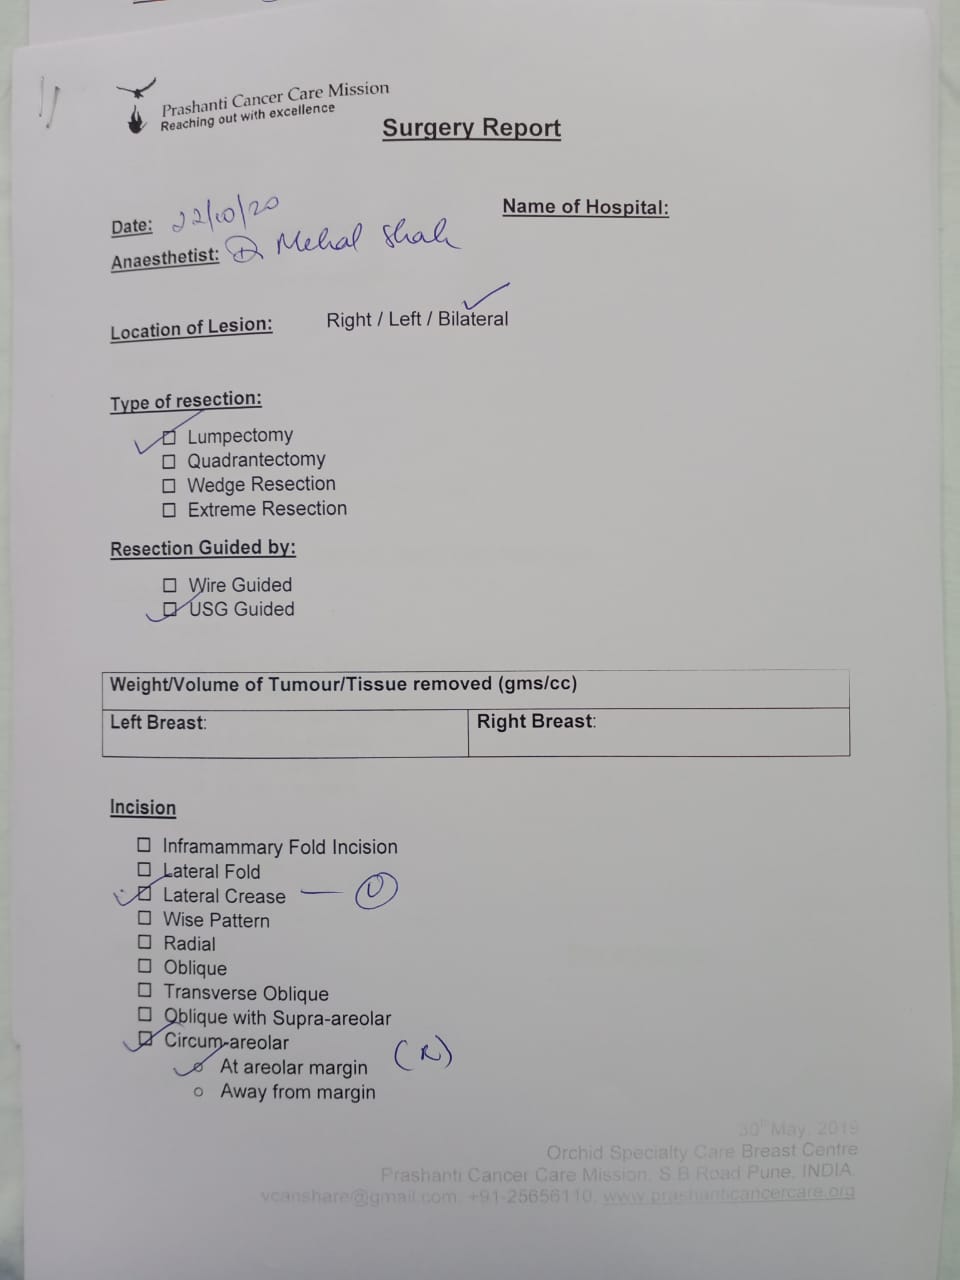 Prashanti Cancer Care Mission
Reaching out with excellence
Surgery Report
Date: 22/10/20
Name of Hospital:
Anaesthetist: Dr Mehal Shah
Location of Lesion: Right / Left / Bilateral
Type of resection:
Lumpectomy
Quadrantectomy
Wedge Resection
Extreme Resection
Resection Guided by:
Wire Guided
USG Guided
Weight/Volume of Tumour/Tissue removed (gms/cc)
Left Breast: Right Breast:
Incision
Inframammary Fold Incision
Lateral Fold
Lateral Crease —
Wise Pattern
Radial
Oblique
Transverse Oblique
Oblique with Supra-areolar
Circum-areolar
At areolar margin (R)
Away from margin
30th May, 2019
Orchid Specialty Care Breast Centre
Prashanti Cancer Care Mission, S.B Road Pune, INDIA.
vcanshare@gmail.com, +91-25656110, www.prashanticancercare.org